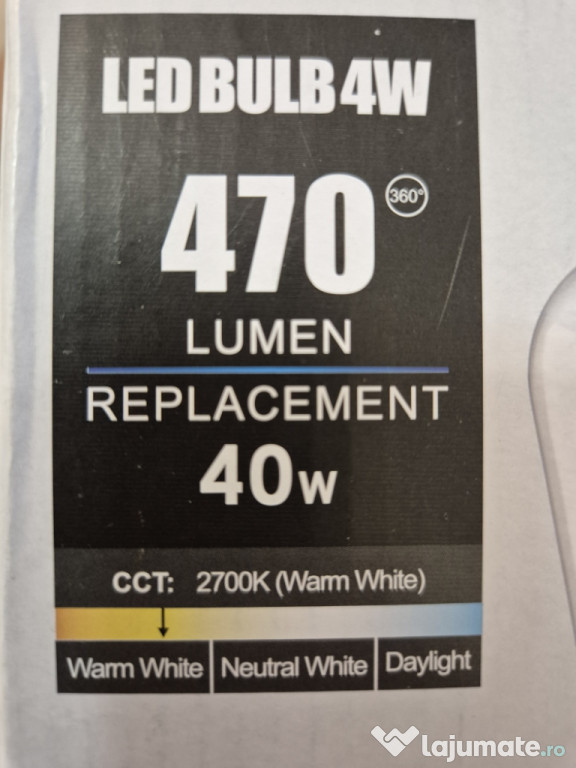 LED BULB 4W
470 360°
LUMEN
REPLACEMENT
40W
CCT: 2700K (Warm White)
Warm White Neutral White Daylight
lajumate.ro